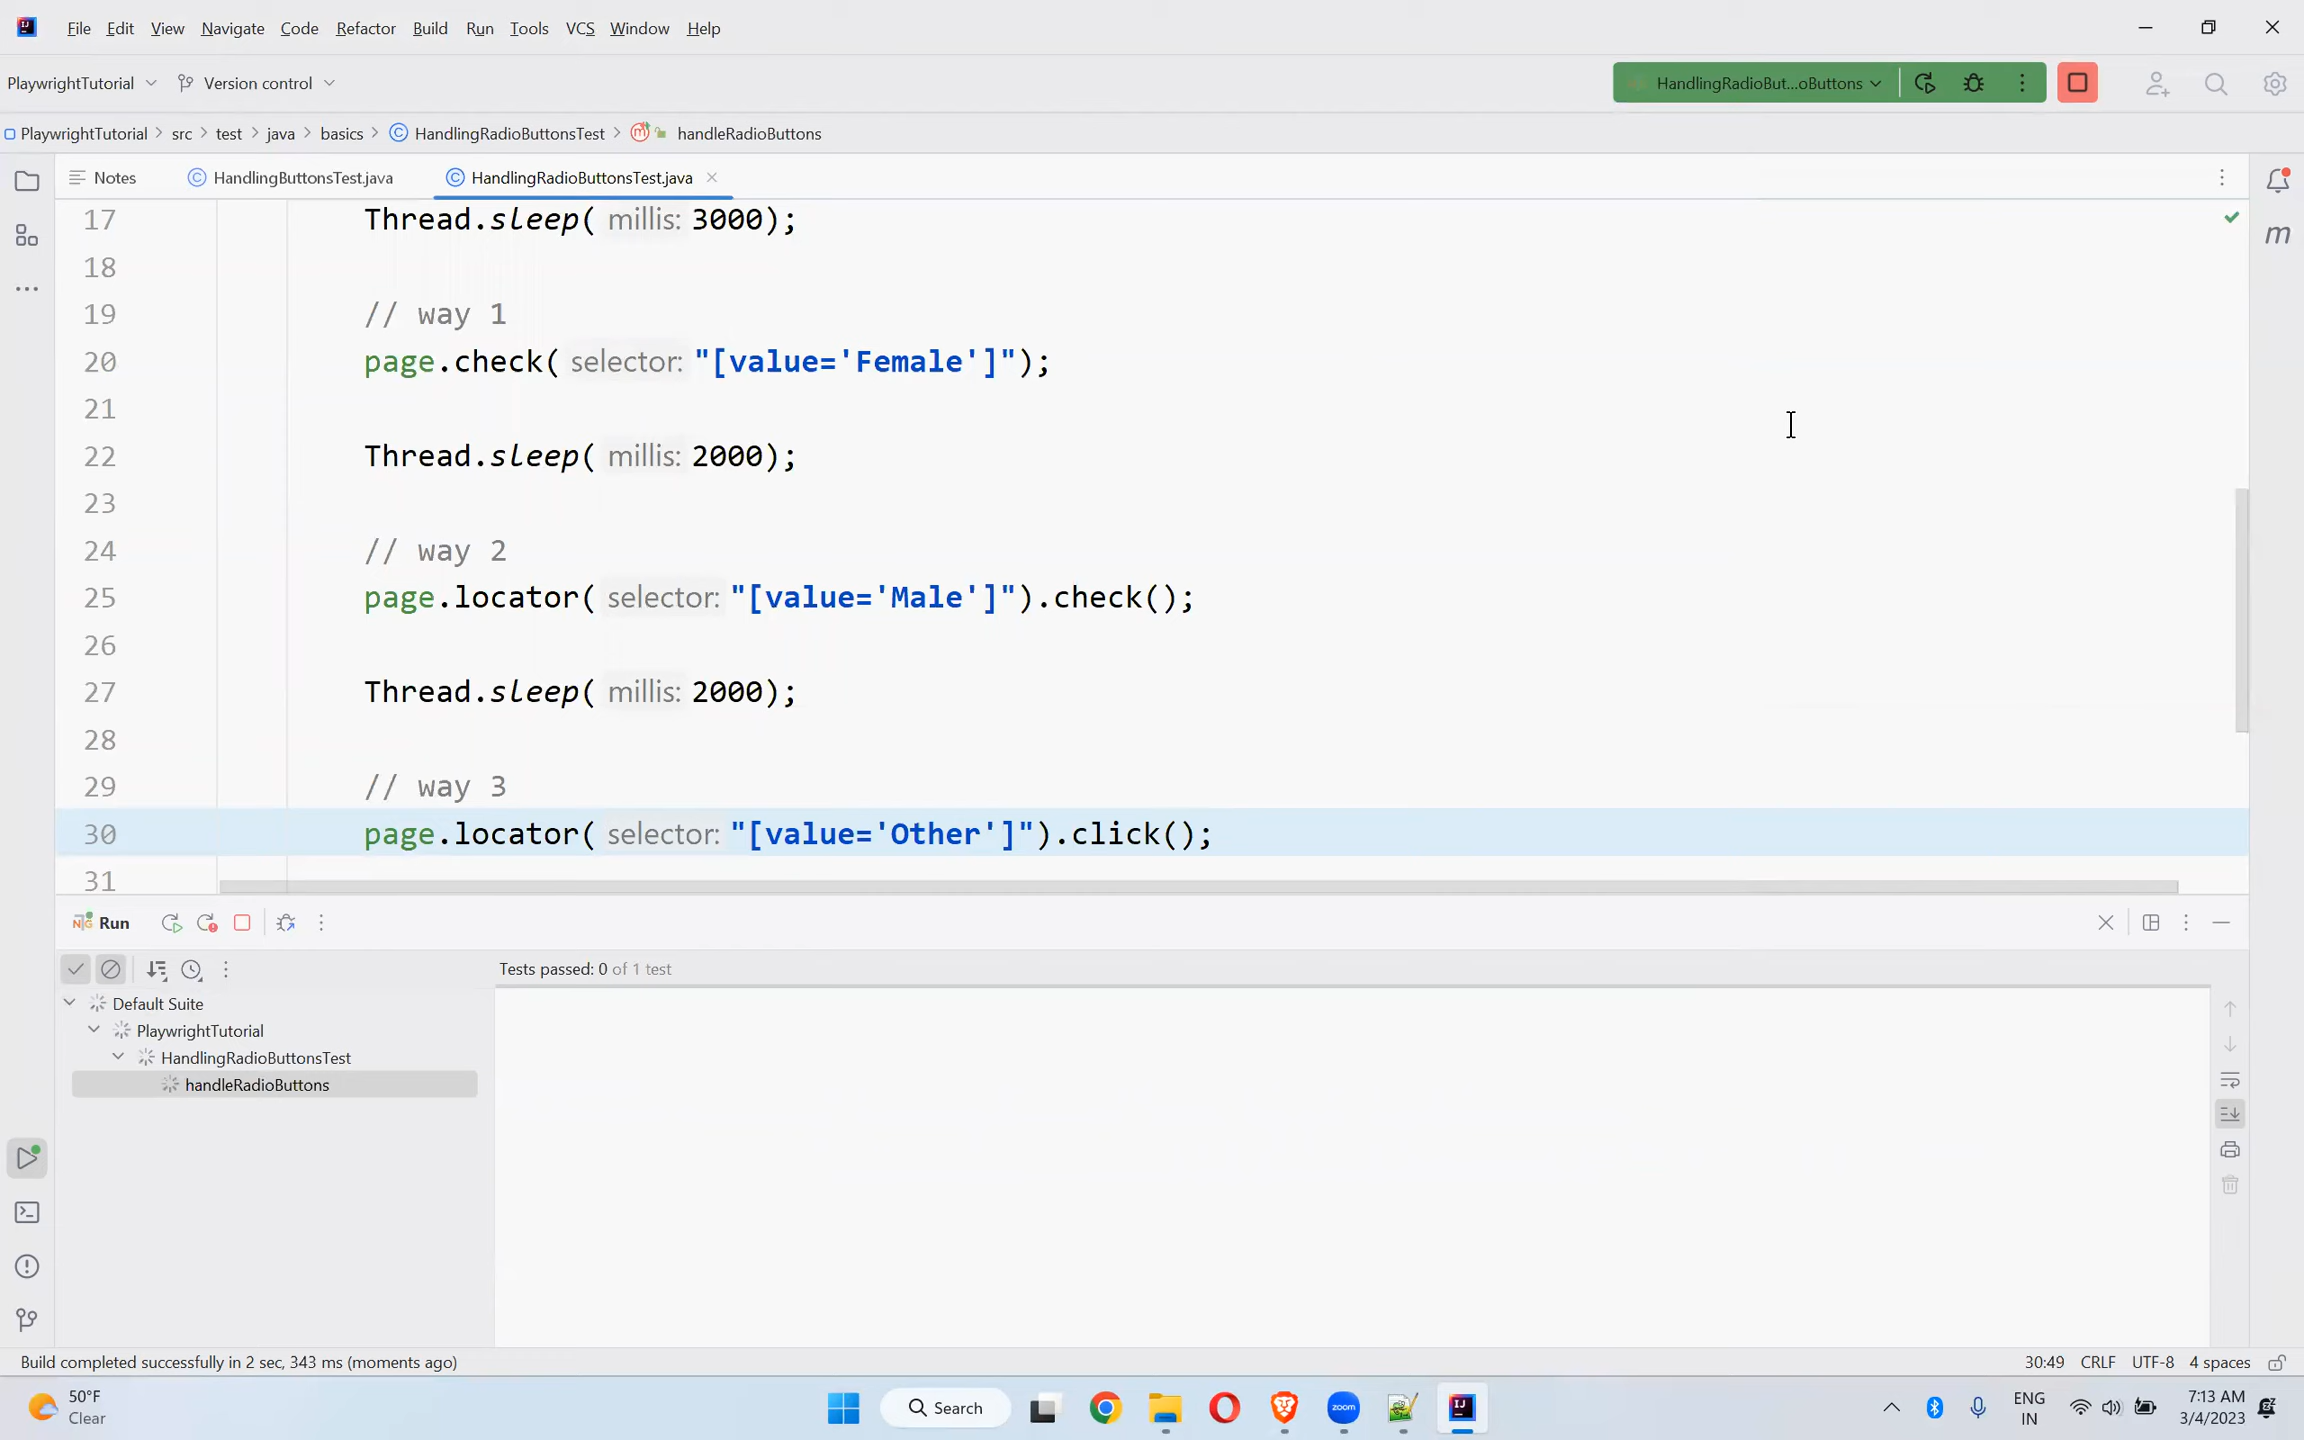 File Edit View Navigate Code Refactor Build Run Tools VCS Window Help
PlaywrightTutorial Version control HandlingRadioBut...oButtons
PlaywrightTutorial src test java basics HandlingRadioButtonsTest handleRadioButtons
Notes HandlingButtonsTest.java HandlingRadioButtonsTest.java
17 Thread.sleep( millis: 3000);
18
19 // way 1
20 page.check( selector: "[value='Female']");
21
22 Thread.sleep( millis: 2000);
23
24 // way 2
25 page.locator( selector: "[value='Male']").check();
26
27 Thread.sleep( millis: 2000);
28
29 // way 3
30 page.locator( selector: "[value='Other']").click();
31
Run
Tests passed: 0 of 1 test
Default Suite
PlaywrightTutorial
HandlingRadioButtonsTest
handleRadioButtons
Build completed successfully in 2 sec, 343 ms (moments ago) 30:49 CRLF UTF-8 4 spaces
50°F
Clear
Search
zoom
ENG
IN
7:13 AM
3/4/2023